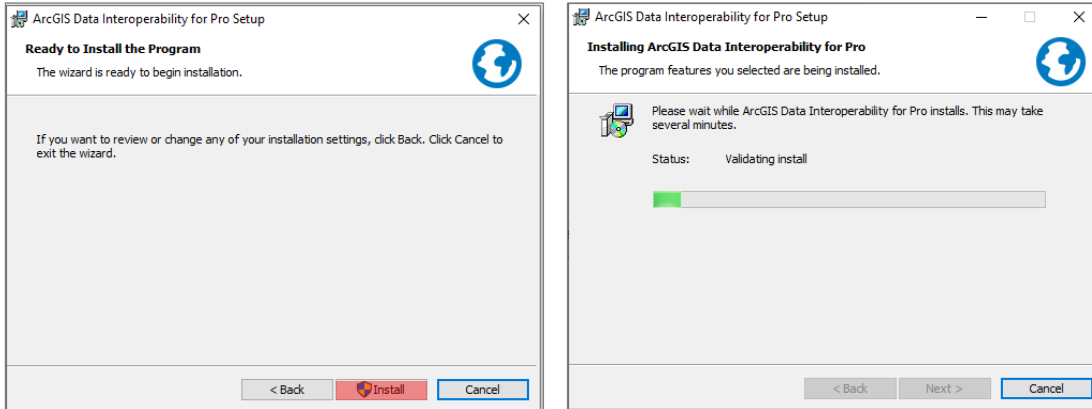 ArcGIS Data Interoperability for Pro Setup
Ready to Install the Program
The wizard is ready to begin installation.
If you want to review or change any of your installation settings, click Back. Click Cancel to
exit the wizard.
< Back
Install
Cancel
ArcGIS Data Interoperability for Pro Setup
Installing ArcGIS Data Interoperability for Pro
The program features you selected are being installed.
Please wait while ArcGIS Data Interoperability for Pro installs. This may take
several minutes.
Status: Validating install
< Back
Next >
Cancel